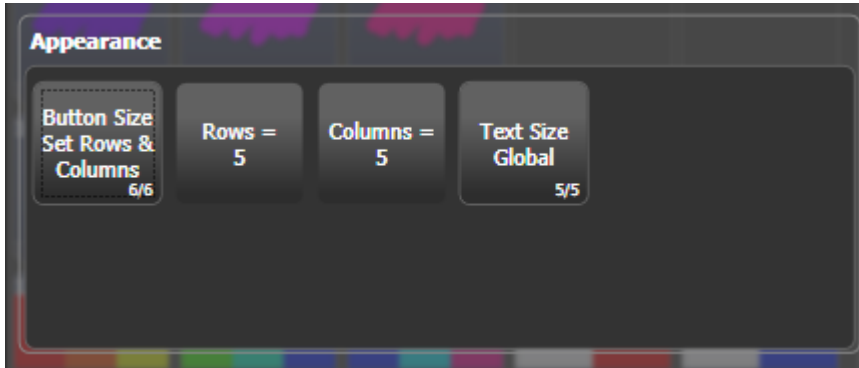 Appearance
Button Size
Set Rows &
Columns
6/6
Rows =
5
Columns =
5
Text Size
Global
5/5